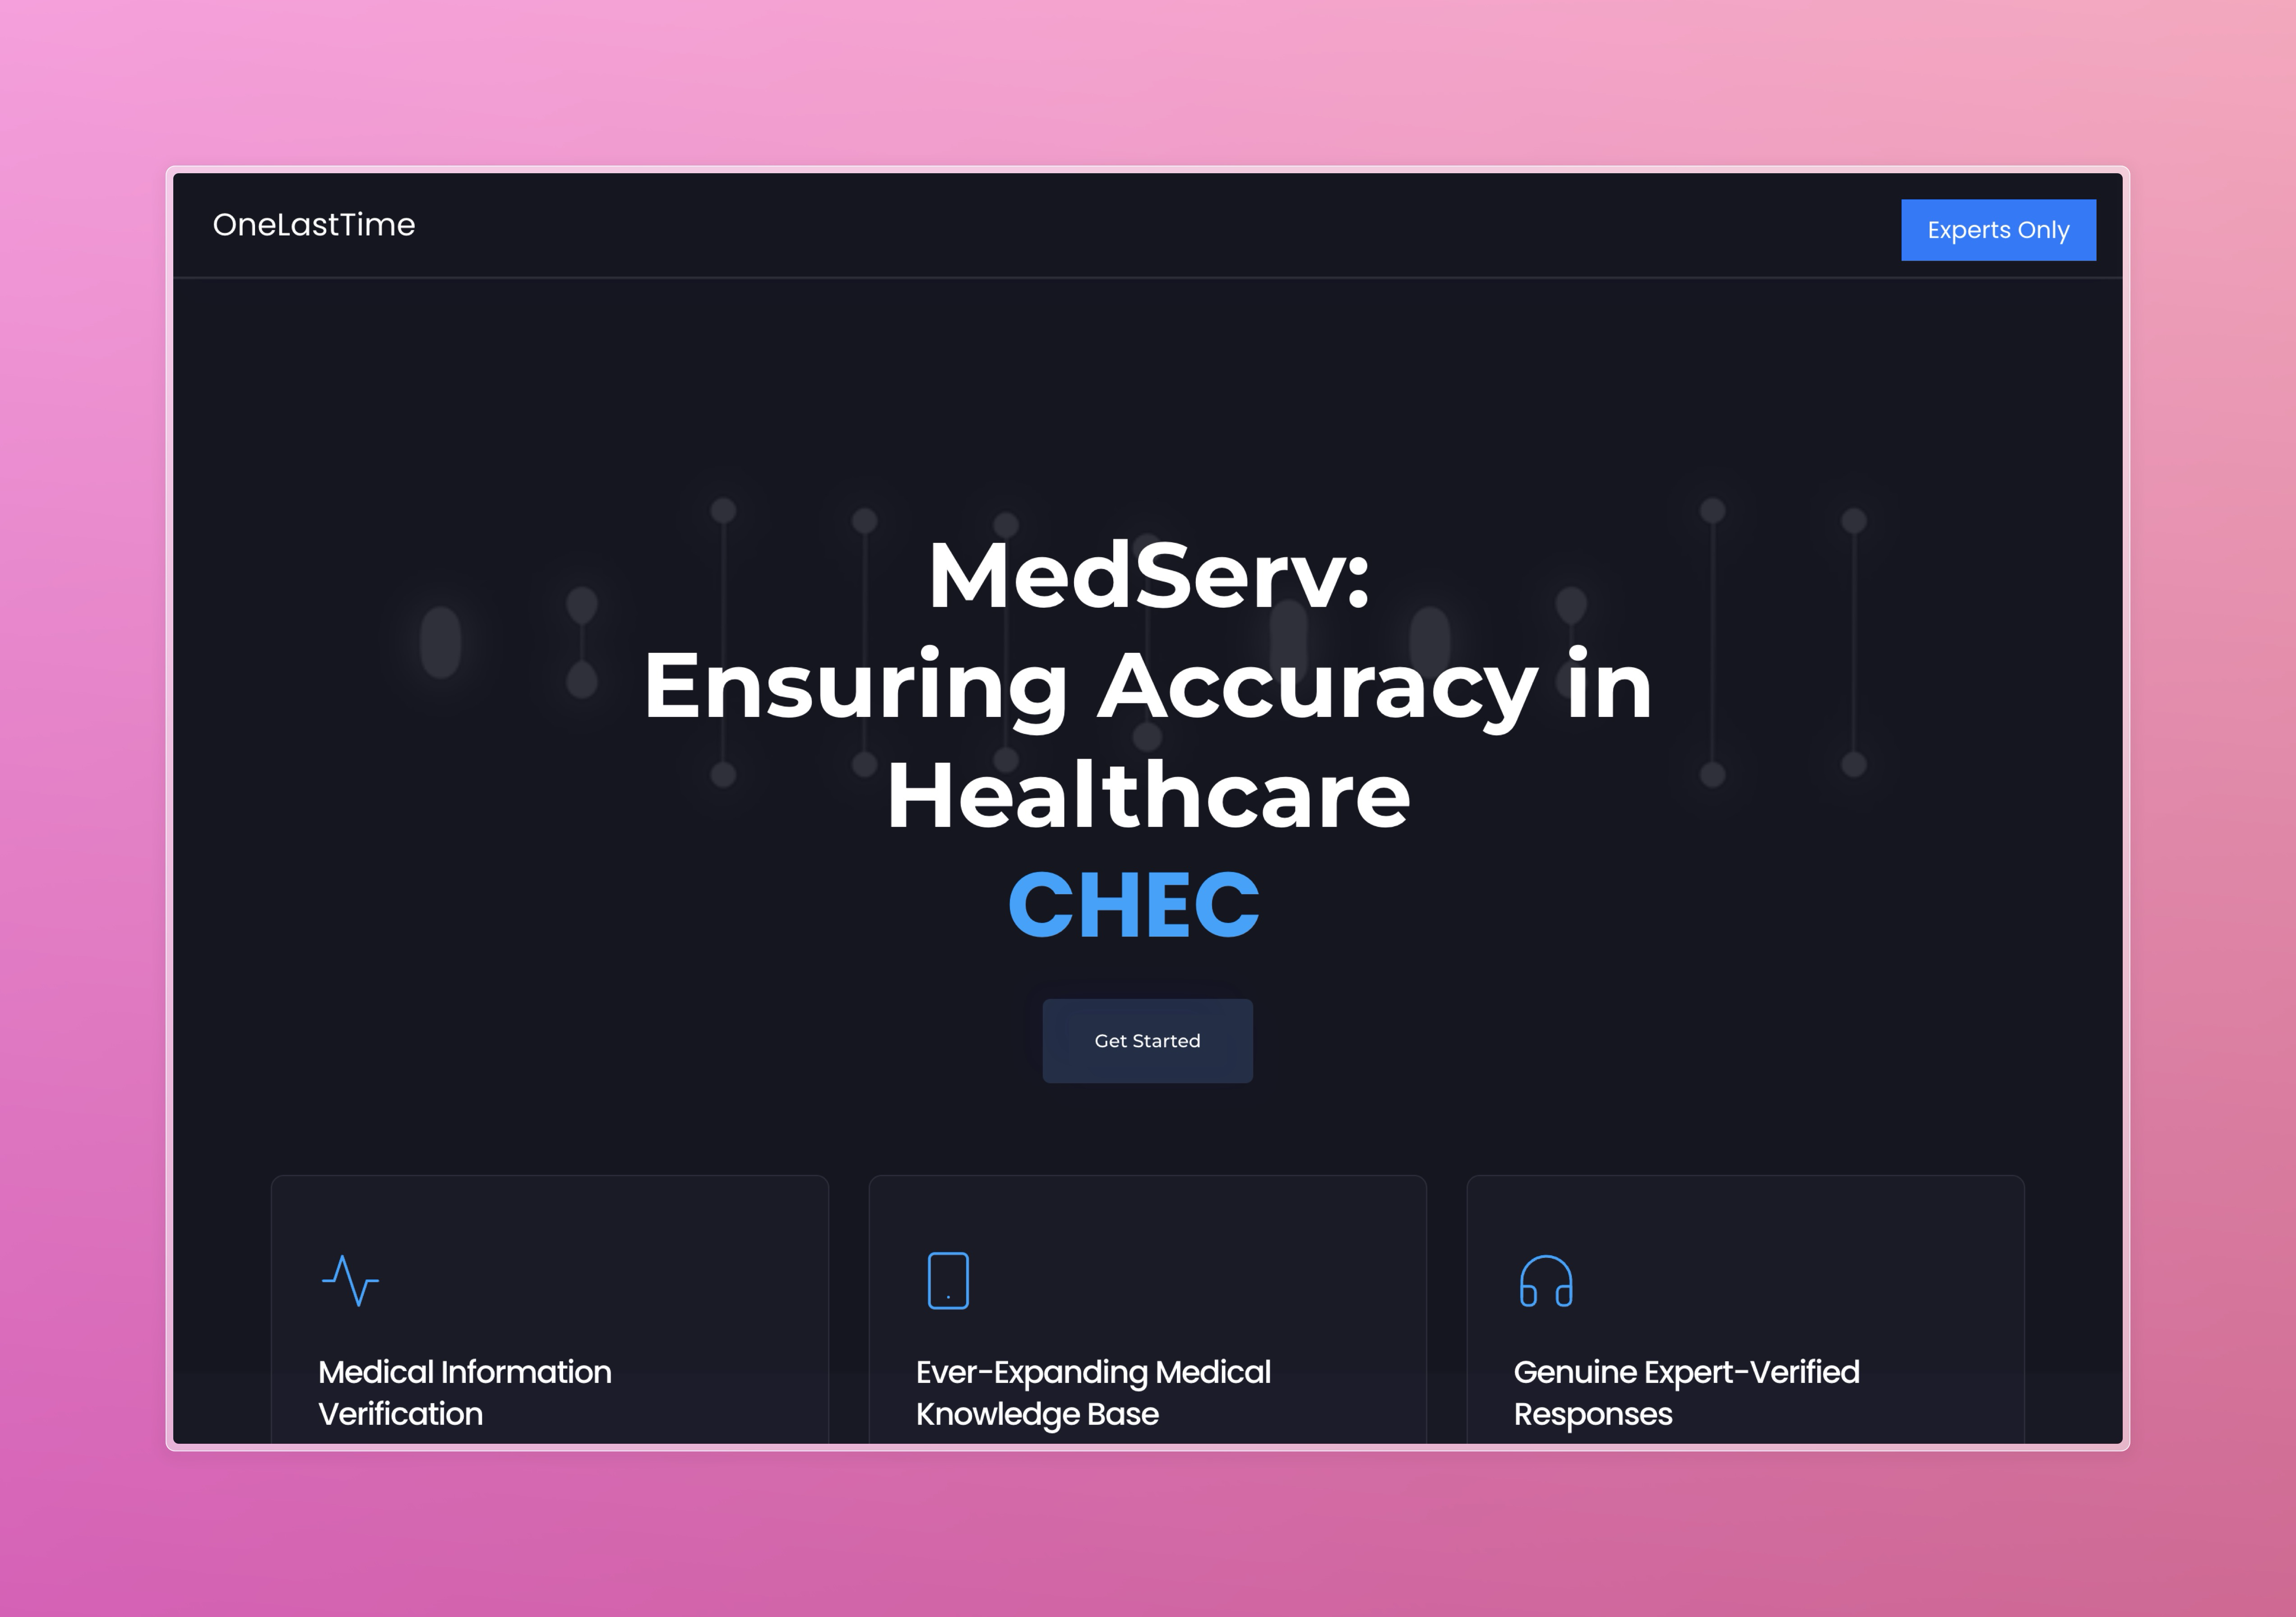 OneLastTime
Experts Only
MedServ:
Ensuring Accuracy in
Healthcare
CHEC
Get Started
Medical Information
Verification
Ever-Expanding Medical
Knowledge Base
Genuine Expert-Verified
Responses